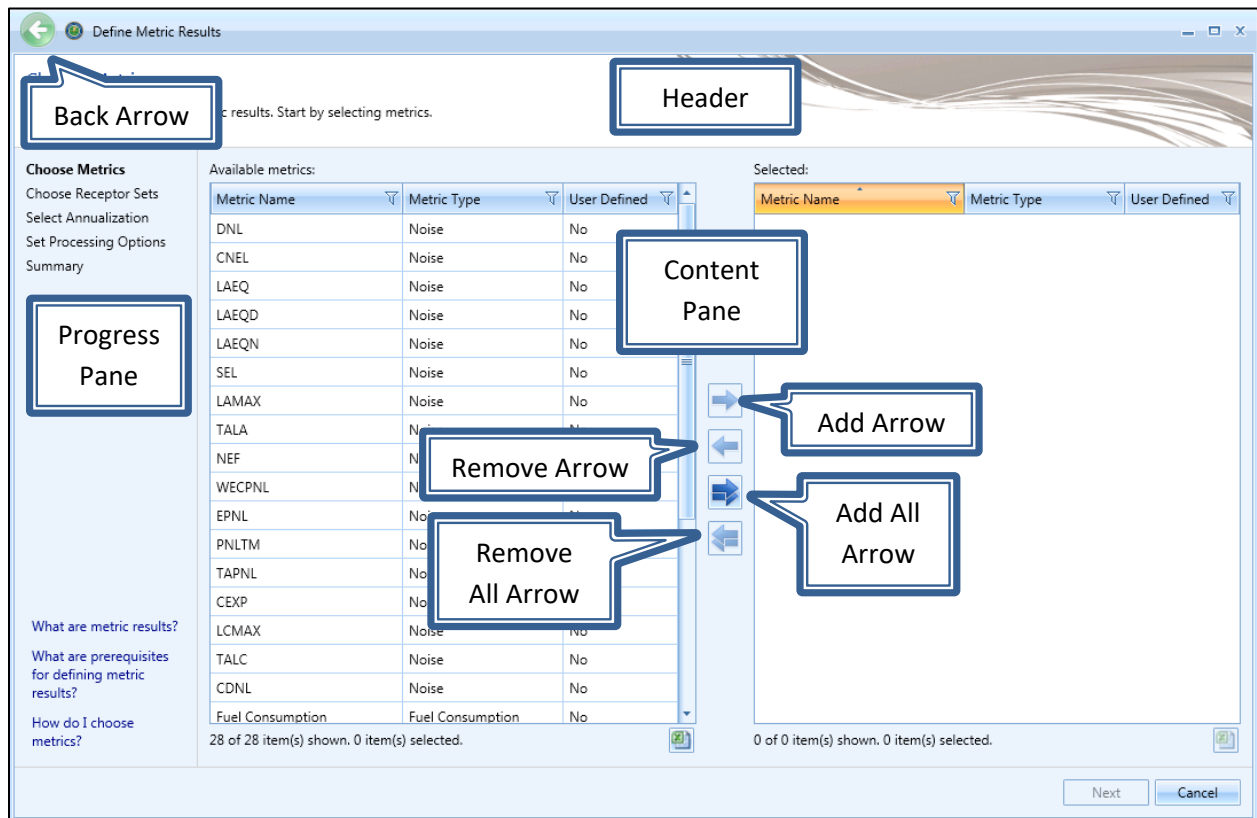 Define Metric Results
Back Arrow
Header
results. Start by selecting metrics.
Choose Metrics
Choose Receptor Sets
Select Annualization
Set Processing Options
Summary
Progress
Pane
What are metric results?
What are prerequisites
for defining metric
results?
How do I choose
metrics?
Available metrics:
Metric Name Metric Type User Defined
DNL Noise No
CNEL Noise No
LAEQ Noise No
LAEQD Noise No
LAEQN Noise No
SEL Noise No
LAMAX Noise No
TALA
NEF
WECPNL
EPNL
PNLTM
TAPNL
CEXP
LCMAX Noise No
TALC Noise No
CDNL Noise No
Fuel Consumption Fuel Consumption No
28 of 28 item(s) shown. 0 item(s) selected.
Content
Pane
Add Arrow
Remove Arrow
Add All
Arrow
Remove
All Arrow
Selected:
Metric Name Metric Type User Defined
0 of 0 item(s) shown. 0 item(s) selected.
Next Cancel